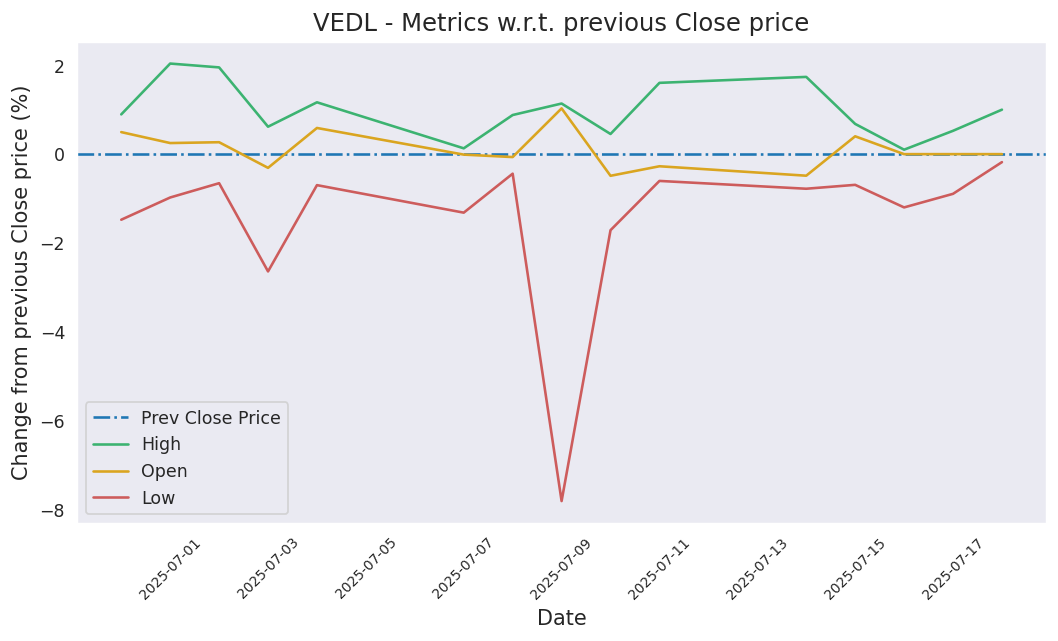 VEDL - Metrics w.r.t. previous Close price
Change from previous Close price (%)
2
0
−2
−4
−6
−8
Prev Close Price
High
Open
Low
2025-07-01
2025-07-03
2025-07-05
2025-07-07
2025-07-09
2025-07-11
2025-07-13
2025-07-15
2025-07-17
Date